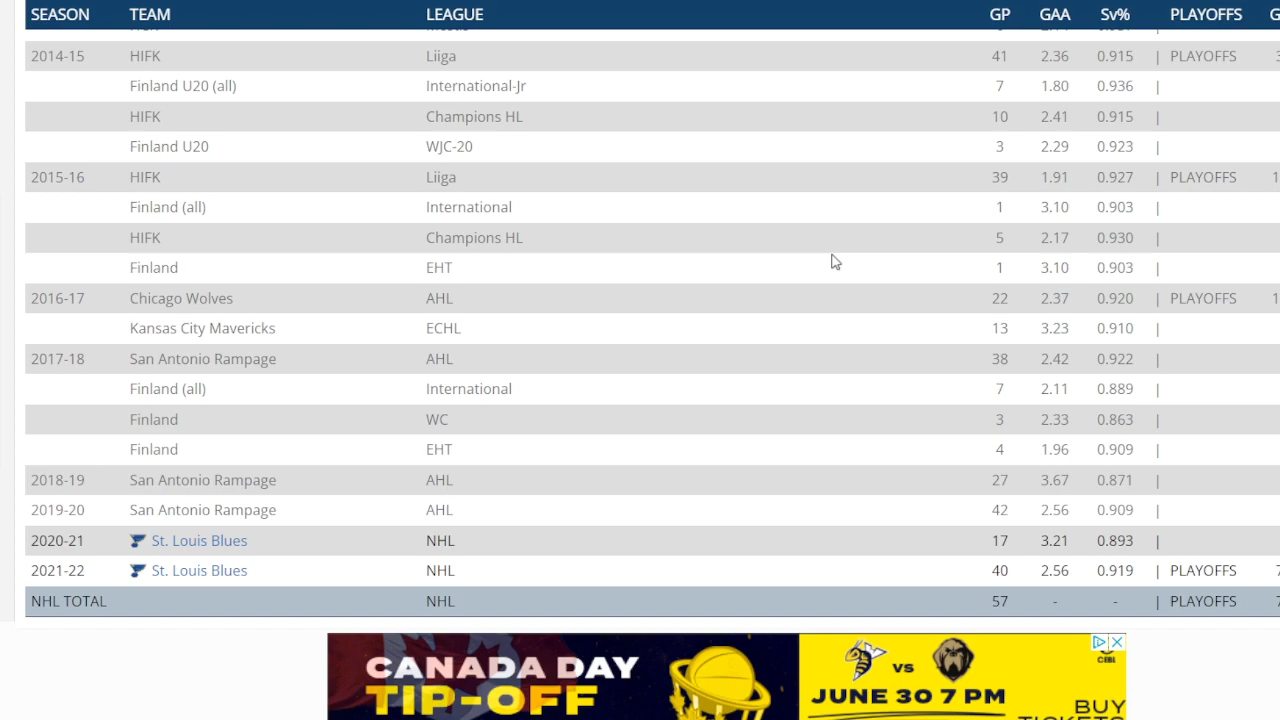 SEASON TEAM LEAGUE GP GAA Sv% PLAYOFFS G
2014-15 HIFK Liiga 41 2.36 0.915 | PLAYOFFS 3
Finland U20 (all) International-Jr 7 1.80 0.936 |
HIFK Champions HL 10 2.41 0.915 |
Finland U20 WJC-20 3 2.29 0.923 |
2015-16 HIFK Liiga 39 1.91 0.927 | PLAYOFFS 1
Finland (all) International 1 3.10 0.903 |
HIFK Champions HL 5 2.17 0.930 |
Finland EHT 1 3.10 0.903 |
2016-17 Chicago Wolves AHL 22 2.37 0.920 | PLAYOFFS 1
Kansas City Mavericks ECHL 13 3.23 0.910 |
2017-18 San Antonio Rampage AHL 38 2.42 0.922 |
Finland (all) International 7 2.11 0.889 |
Finland WC 3 2.33 0.863 |
Finland EHT 4 1.96 0.909 |
2018-19 San Antonio Rampage AHL 27 3.67 0.871 |
2019-20 San Antonio Rampage AHL 42 2.56 0.909 |
2020-21 St. Louis Blues NHL 17 3.21 0.893 |
2021-22 St. Louis Blues NHL 40 2.56 0.919 | PLAYOFFS 7
NHL TOTAL NHL 57 - - | PLAYOFFS 7
CANADA DAY
TIP-OFF
VS
JUNE 30 7 PM
CEBL
BUY
TICKETS